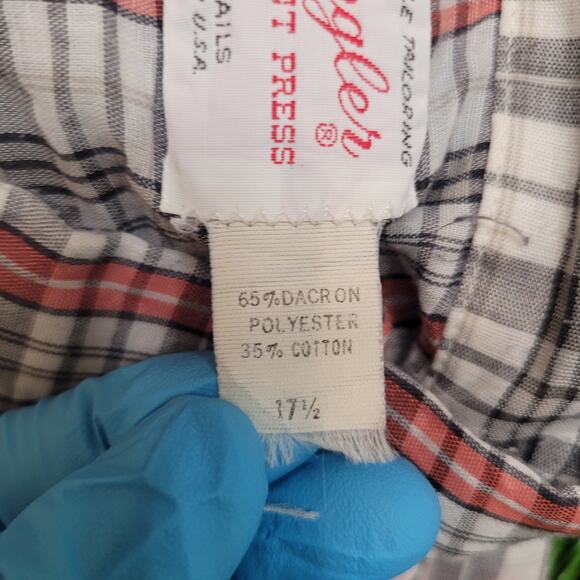 gler®
T PRESS
E TAILORING
AILS
U.S.A.
65% DACRON
POLYESTER
35% COTTON
17½